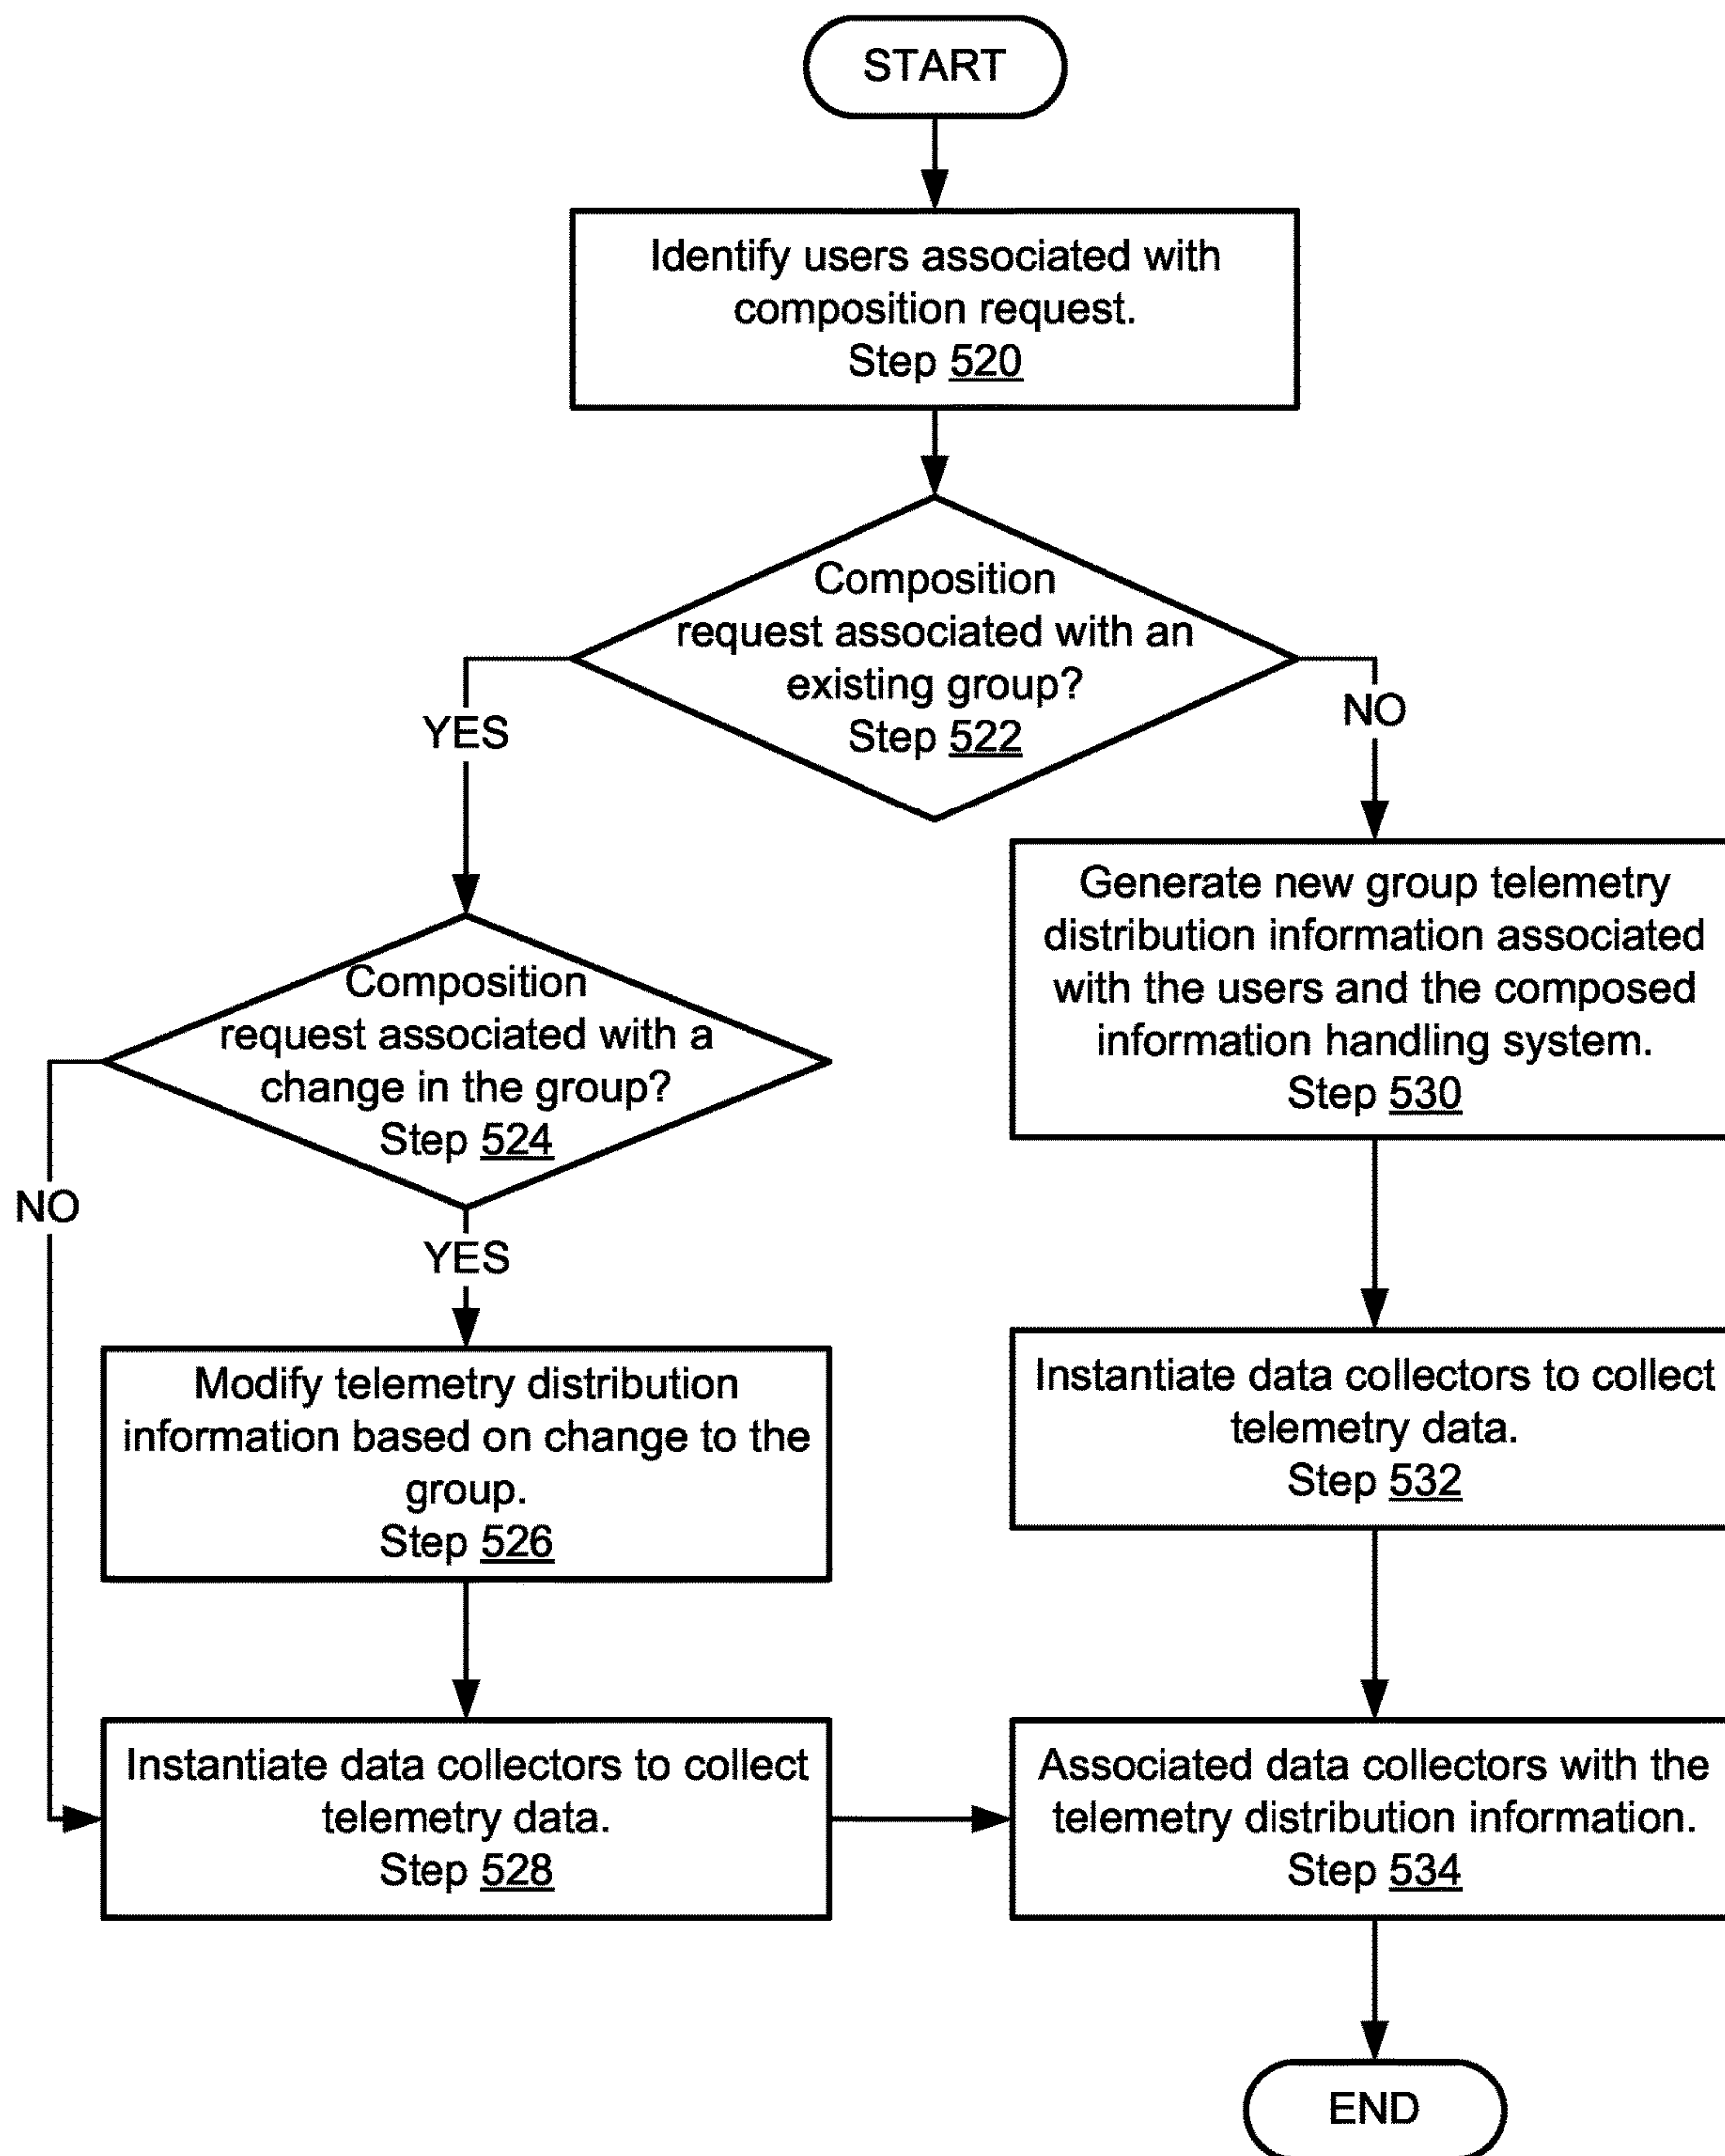 START
Identify users associated with
composition request.
Step 520
Composition
request associated with an
existing group?
Step 522
YES
NO
Composition
request associated with a
change in the group?
Step 524
NO
YES
Generate new group telemetry
distribution information associated
with the users and the composed
information handling system.
Step 530
Modify telemetry distribution
information based on change to the
group.
Step 526
Instantiate data collectors to collect
telemetry data.
Step 532
Instantiate data collectors to collect
telemetry data.
Step 528
Associated data collectors with the
telemetry distribution information.
Step 534
END